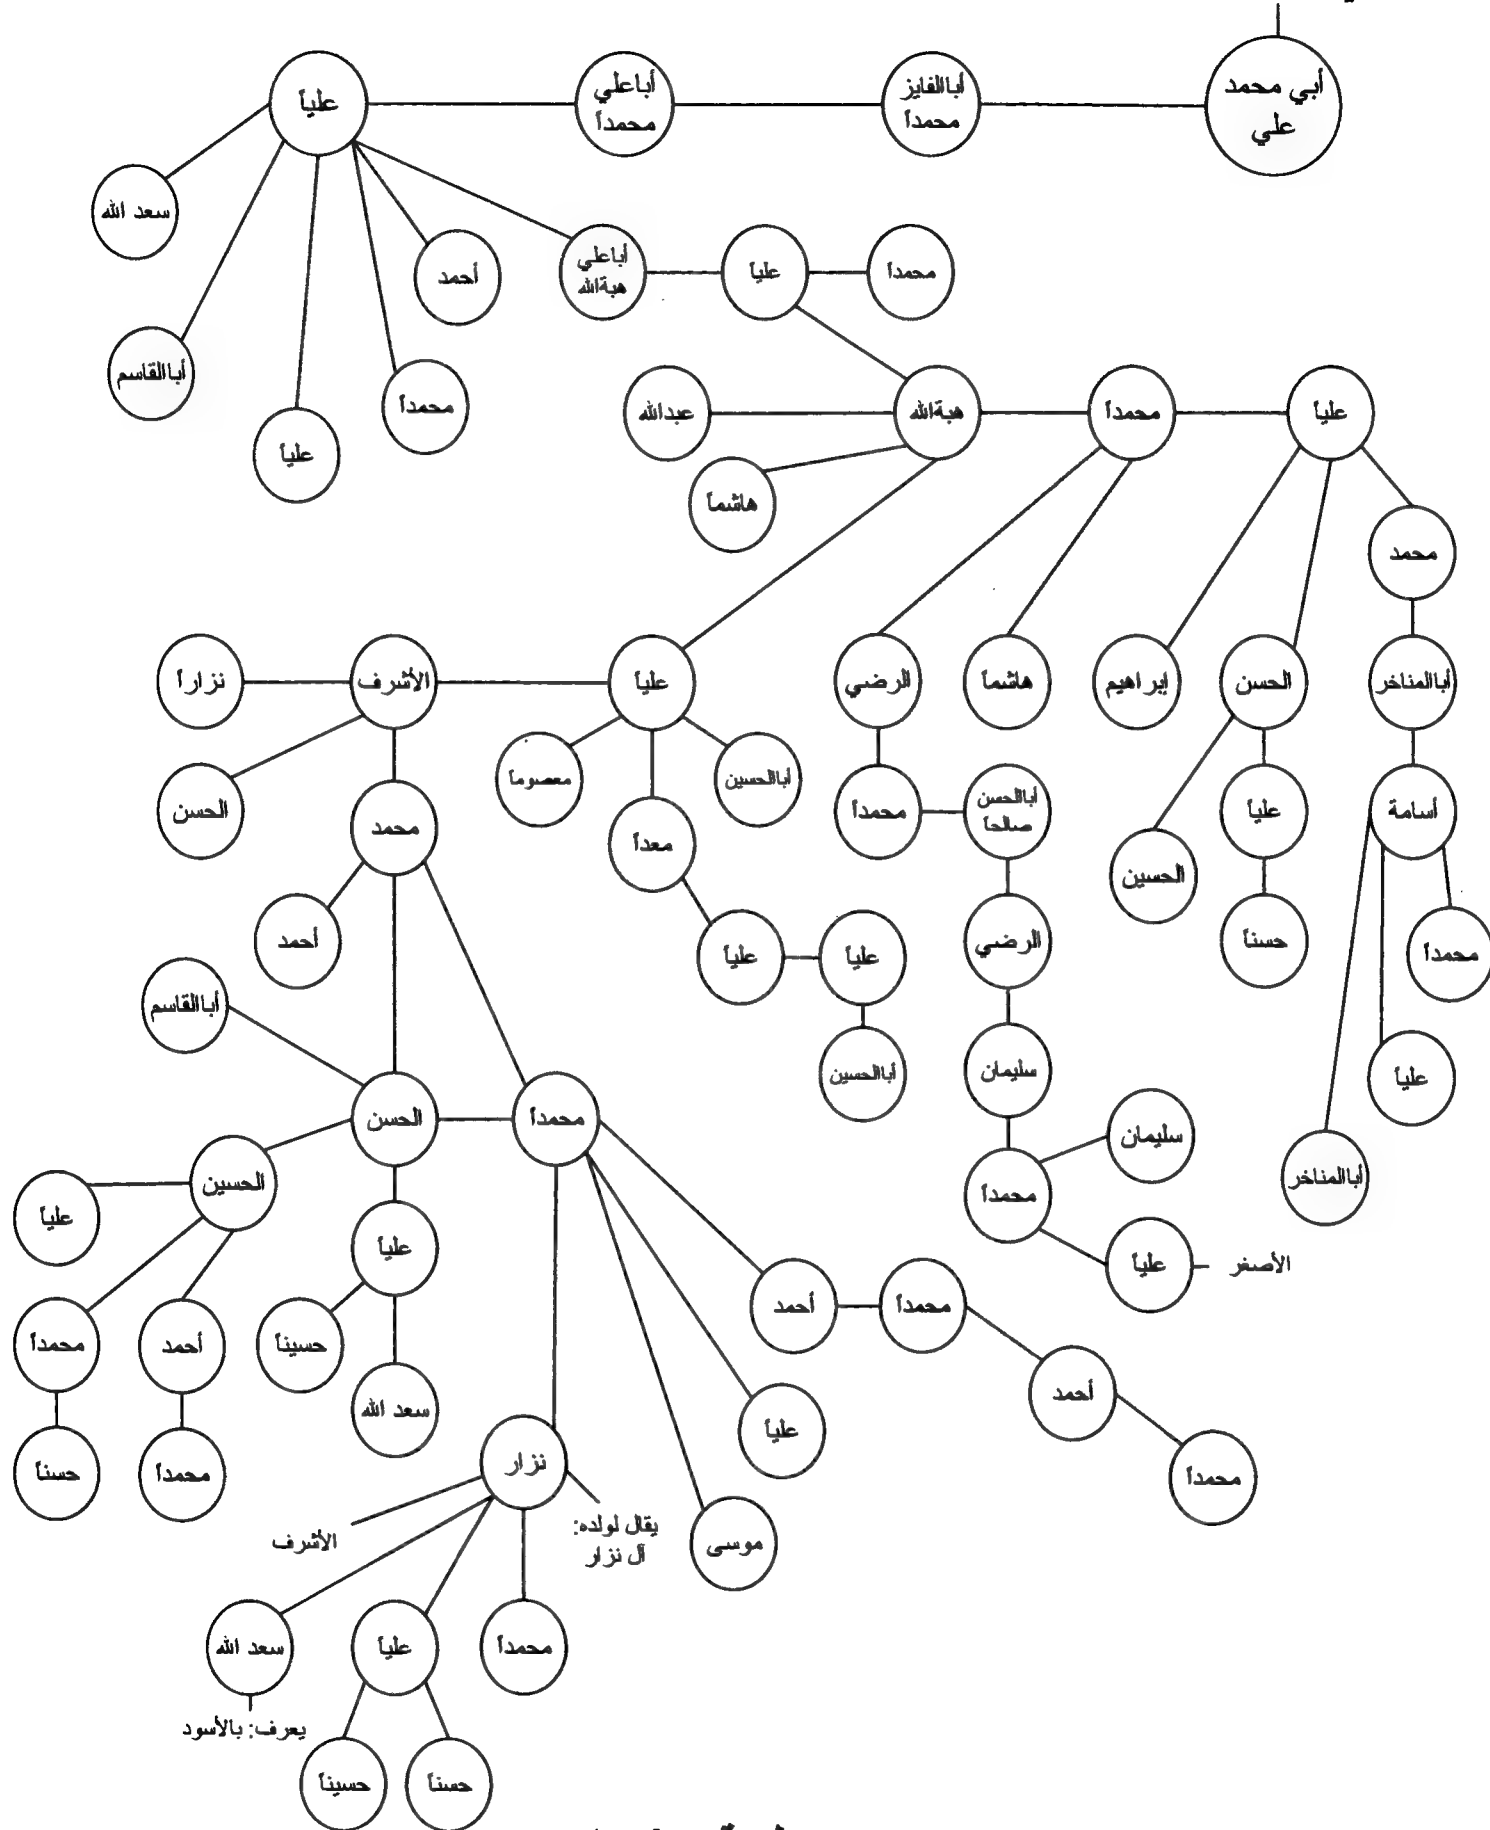 أبي محمد
علي
أباالفايز
محمداً
أباعلي
محمداً
علياً
سعد الله
أباالقاسم
علياً
محمداً
أحمد
أباعلي
هبةالله
علياً
محمداً
عبدالله
هاشماً
هبةالله
محمداً
علياً
محمد
أباالمناخر
أسامة
محمداً
علياً
أباالمناخر
الحسن
علياً
حسناً
الحسين
إبراهيم
هاشماً
الرضي
محمداً
أباالحسن
صالحاً
الرضي
سليمان
محمداً
سليمان
علياً
الأصغر
علياً
أباالحسين
معداً
معصوماً
علياً
علياً
أباالحسين
الأشرف
نزاراً
الحسن
محمد
أحمد
أباالقاسم
الحسن
محمداً
الحسين
علياً
محمداً
حسناً
أحمد
محمداً
علياً
حسيناً
سعد الله
أحمد
محمداً
أحمد
محمداً
علياً
موسى
نزار
يقال لولده:
آل نزار
الأشرف
سعد الله
يعرف: بالأسود
علياً
محمداً
حسيناً
حسناً